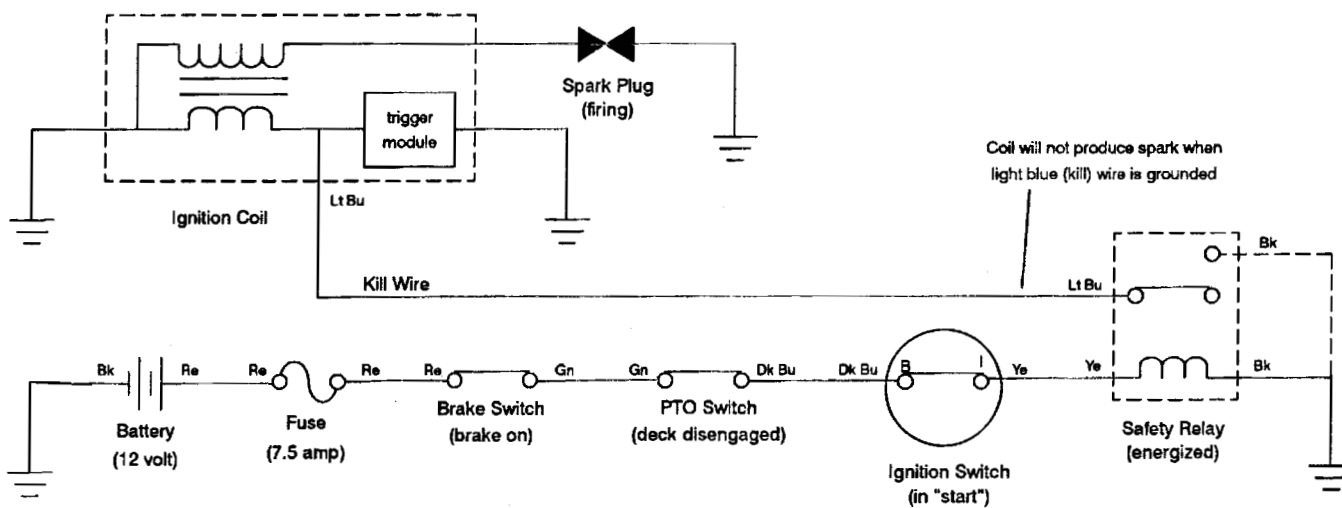 Spark Plug
(firing)
trigger
module
Coil will not produce spark when
light blue (kill) wire is grounded
Lt Bu
Ignition Coil
Bk
Kill Wire
Lt Bu
Bk
Re
Re
Re
Re
Gn
Gn
Dk Bu
Dk Bu
B
I
Ye
Ye
Bk
Battery
(12 volt)
Fuse
(7.5 amp)
Brake Switch
(brake on)
PTO Switch
(deck disengaged)
Ignition Switch
(in "start")
Safety Relay
(energized)